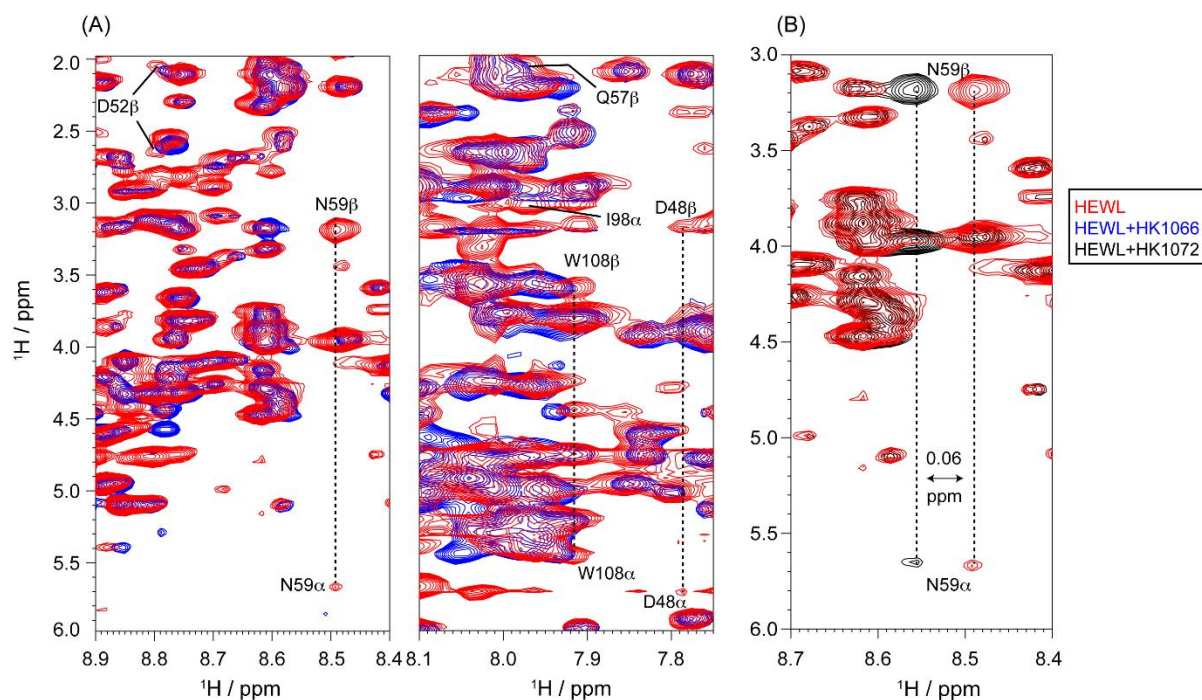 (A)
(B)
2.0
2.5
3.0
3.5
4.0
4.5
5.0
5.5
6.0
¹H / ppm
D52β
N59β
N59α
8.9 8.8 8.7 8.6 8.5 8.4
¹H / ppm
Q57β
I98α
D48β
W108β
W108α
D48α
8.1 8.0 7.9 7.8
¹H / ppm
3.0
3.5
4.0
4.5
5.0
5.5
6.0
¹H / ppm
N59β
0.06
ppm
N59α
8.7 8.6 8.5 8.4
¹H / ppm
HEWL
HEWL+HK1066
HEWL+HK1072